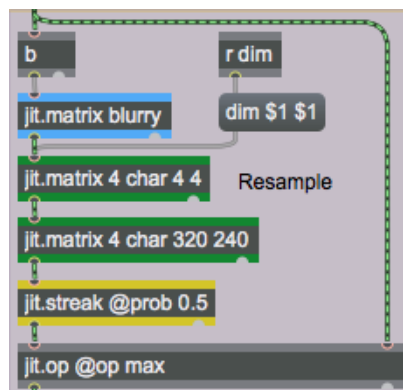 b
r dim
jit.matrix blurry
dim $1 $1
jit.matrix 4 char 4 4
Resample
jit.matrix 4 char 320 240
jit.streak @prob 0.5
jit.op @op max